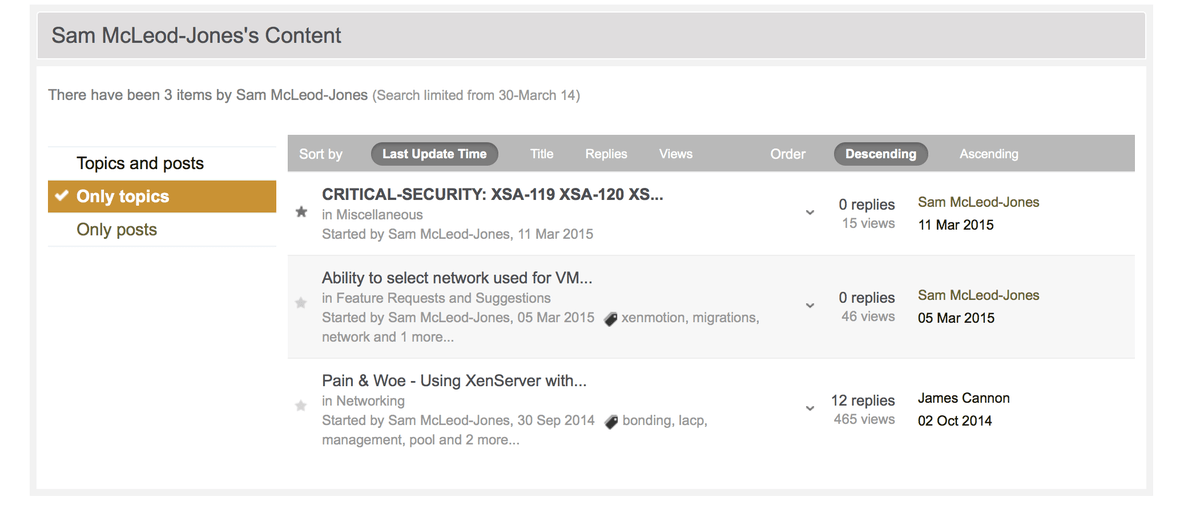 Sam McLeod-Jones's Content
There have been 3 items by Sam McLeod-Jones (Search limited from 30-March 14)
Topics and posts
Only topics
Only posts
Sort by Last Update Time Title Replies Views Order Descending Ascending
CRITICAL-SECURITY: XSA-119 XSA-120 XS...
in Miscellaneous
Started by Sam McLeod-Jones, 11 Mar 2015
0 replies
15 views
Sam McLeod-Jones
11 Mar 2015
Ability to select network used for VM...
in Feature Requests and Suggestions
Started by Sam McLeod-Jones, 05 Mar 2015 xenmotion, migrations,
network and 1 more...
0 replies
46 views
Sam McLeod-Jones
05 Mar 2015
Pain & Woe - Using XenServer with...
in Networking
Started by Sam McLeod-Jones, 30 Sep 2014 bonding, lacp,
management, pool and 2 more...
12 replies
465 views
James Cannon
02 Oct 2014